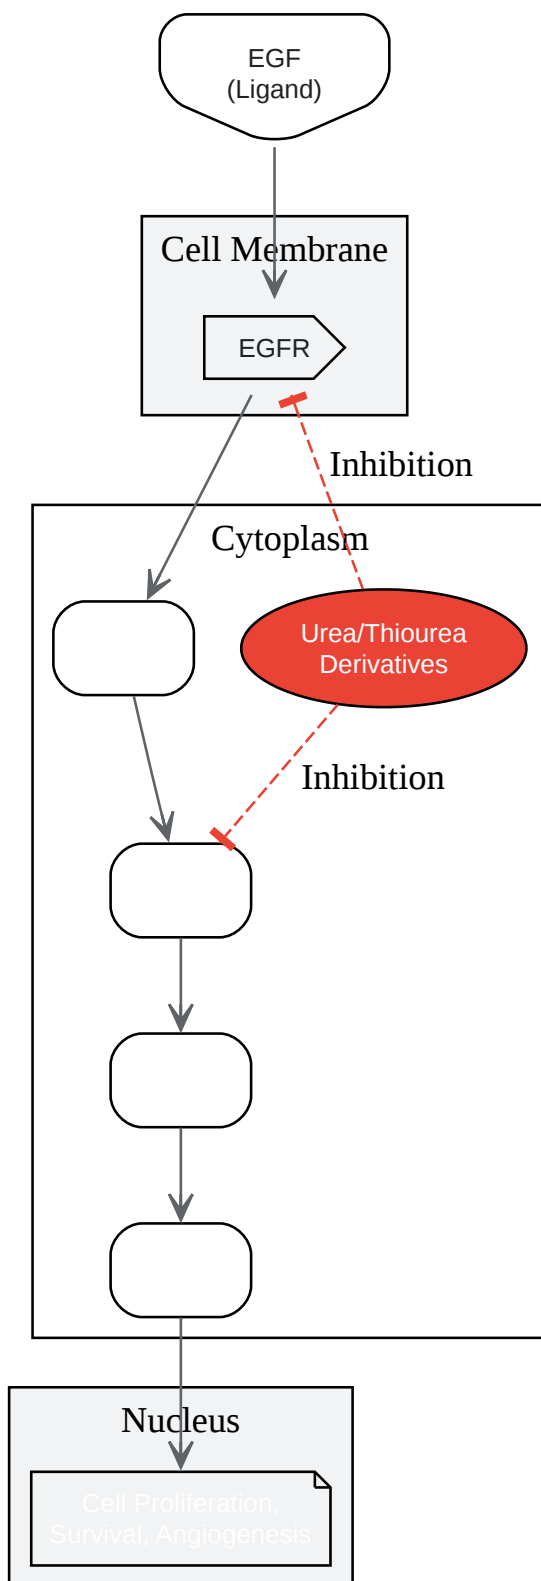 EGF
(Ligand)
Cell Membrane
EGFR
Inhibition
Cytoplasm
Urea/Thiourea
Derivatives
Inhibition
Nucleus
Cell Proliferation,
Survival, Angiogenesis